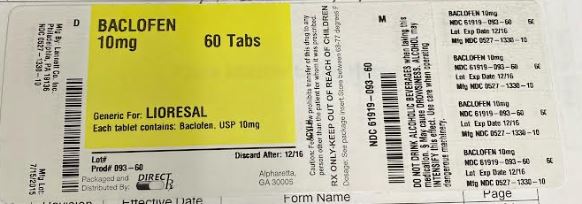 Mfg By: Lannett Co. Inc.
Philadelphia, PA 19136
NDC 0527-1330-10
Mfg Lot
7/15/2015
D
BACLOFEN
10mg
60 Tabs
Generic For: LIORESAL
Each tablet contains: Baclofen, USP 10mg
Lot#
Discard After: 12/16
Prod# 093-60
Packaged and
Distributed By:
DIRECT Rx
Alpharetta,
GA 30005
prohibits transfer of this drug to any
person other than the patient for whom it was prescribed.
RX ONLY-KEEP OUT OF REACH OF CHILDREN
Dosage: See package insert Store between 68-77 degrees F
NDC 61919-093-60
M
DO NOT DRINK ALCOHOLIC BEVERAGES when taking this
medication. § May cause DROWSINESS. ALCOHOL may
INTENSIFY this effect. Use care when operating
dangerous machinery.
BACLOFEN 10mg
NDC 61919-093-60
Lot Exp Date 12/16
Mfg NDC 0527-1330-10
BACLOFEN 10mg
NDC 61919-093-60
Lot Exp Date 12/16
Mfg NDC 0527-1330-10
BACLOFEN 10mg
NDC 61919-093-60
Lot Exp Date 12/16
Mfg NDC 0527-1330-10
BACLOFEN 10mg
NDC 61919-093-60
Lot Exp Date 12/16
Mfg NDC 0527-1330-10
Revision
Effective Date
Form Name
Page